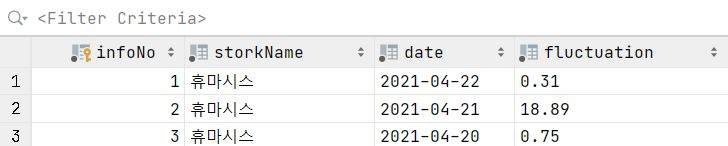 <Filter Criteria>
infoNo storkName date fluctuation
1 1 휴마시스 2021-04-22 0.31
2 2 휴마시스 2021-04-21 18.89
3 3 휴마시스 2021-04-20 0.75